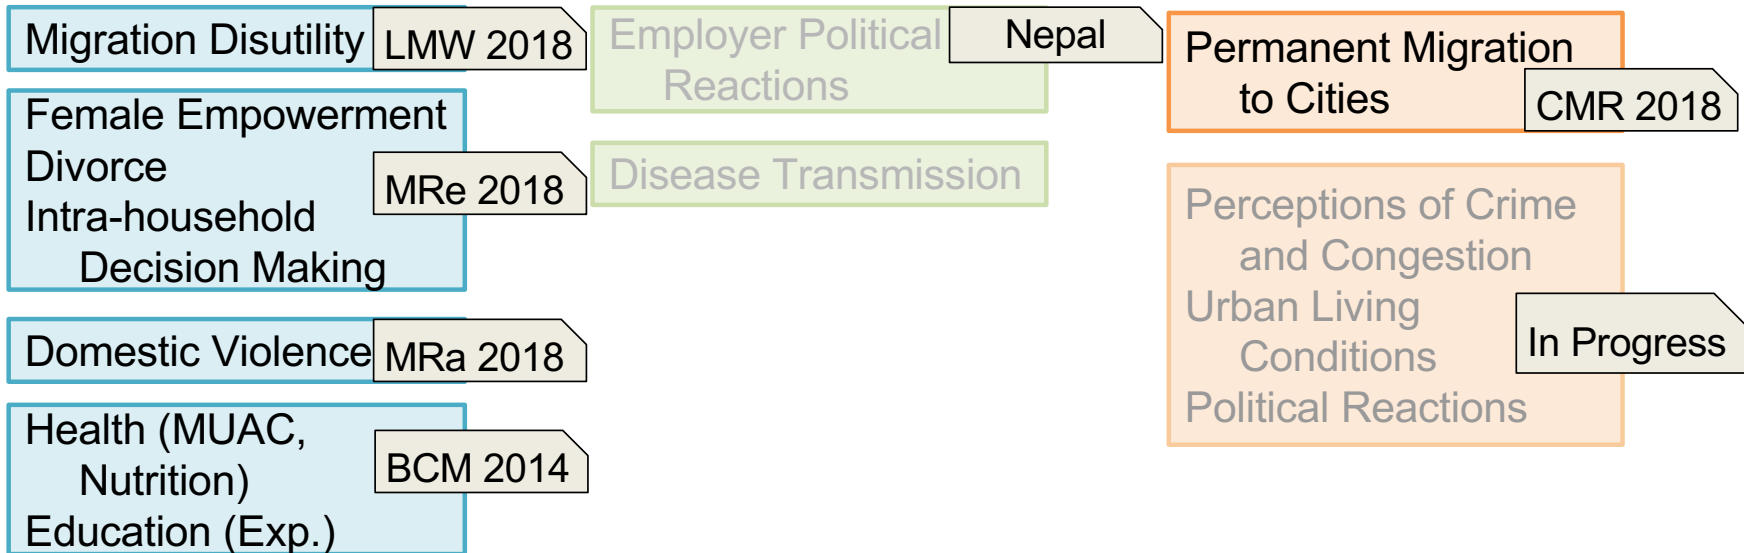 Migration Disutility
LMW 2018
Female Empowerment
Divorce
Intra-household
Decision Making
MRe 2018
Domestic Violence
MRa 2018
Health (MUAC,
Nutrition)
Education (Exp.)
BCM 2014
Employer Political
Reactions
Nepal
Disease Transmission
Permanent Migration
to Cities
CMR 2018
Perceptions of Crime
and Congestion
Urban Living
Conditions
Political Reactions
In Progress